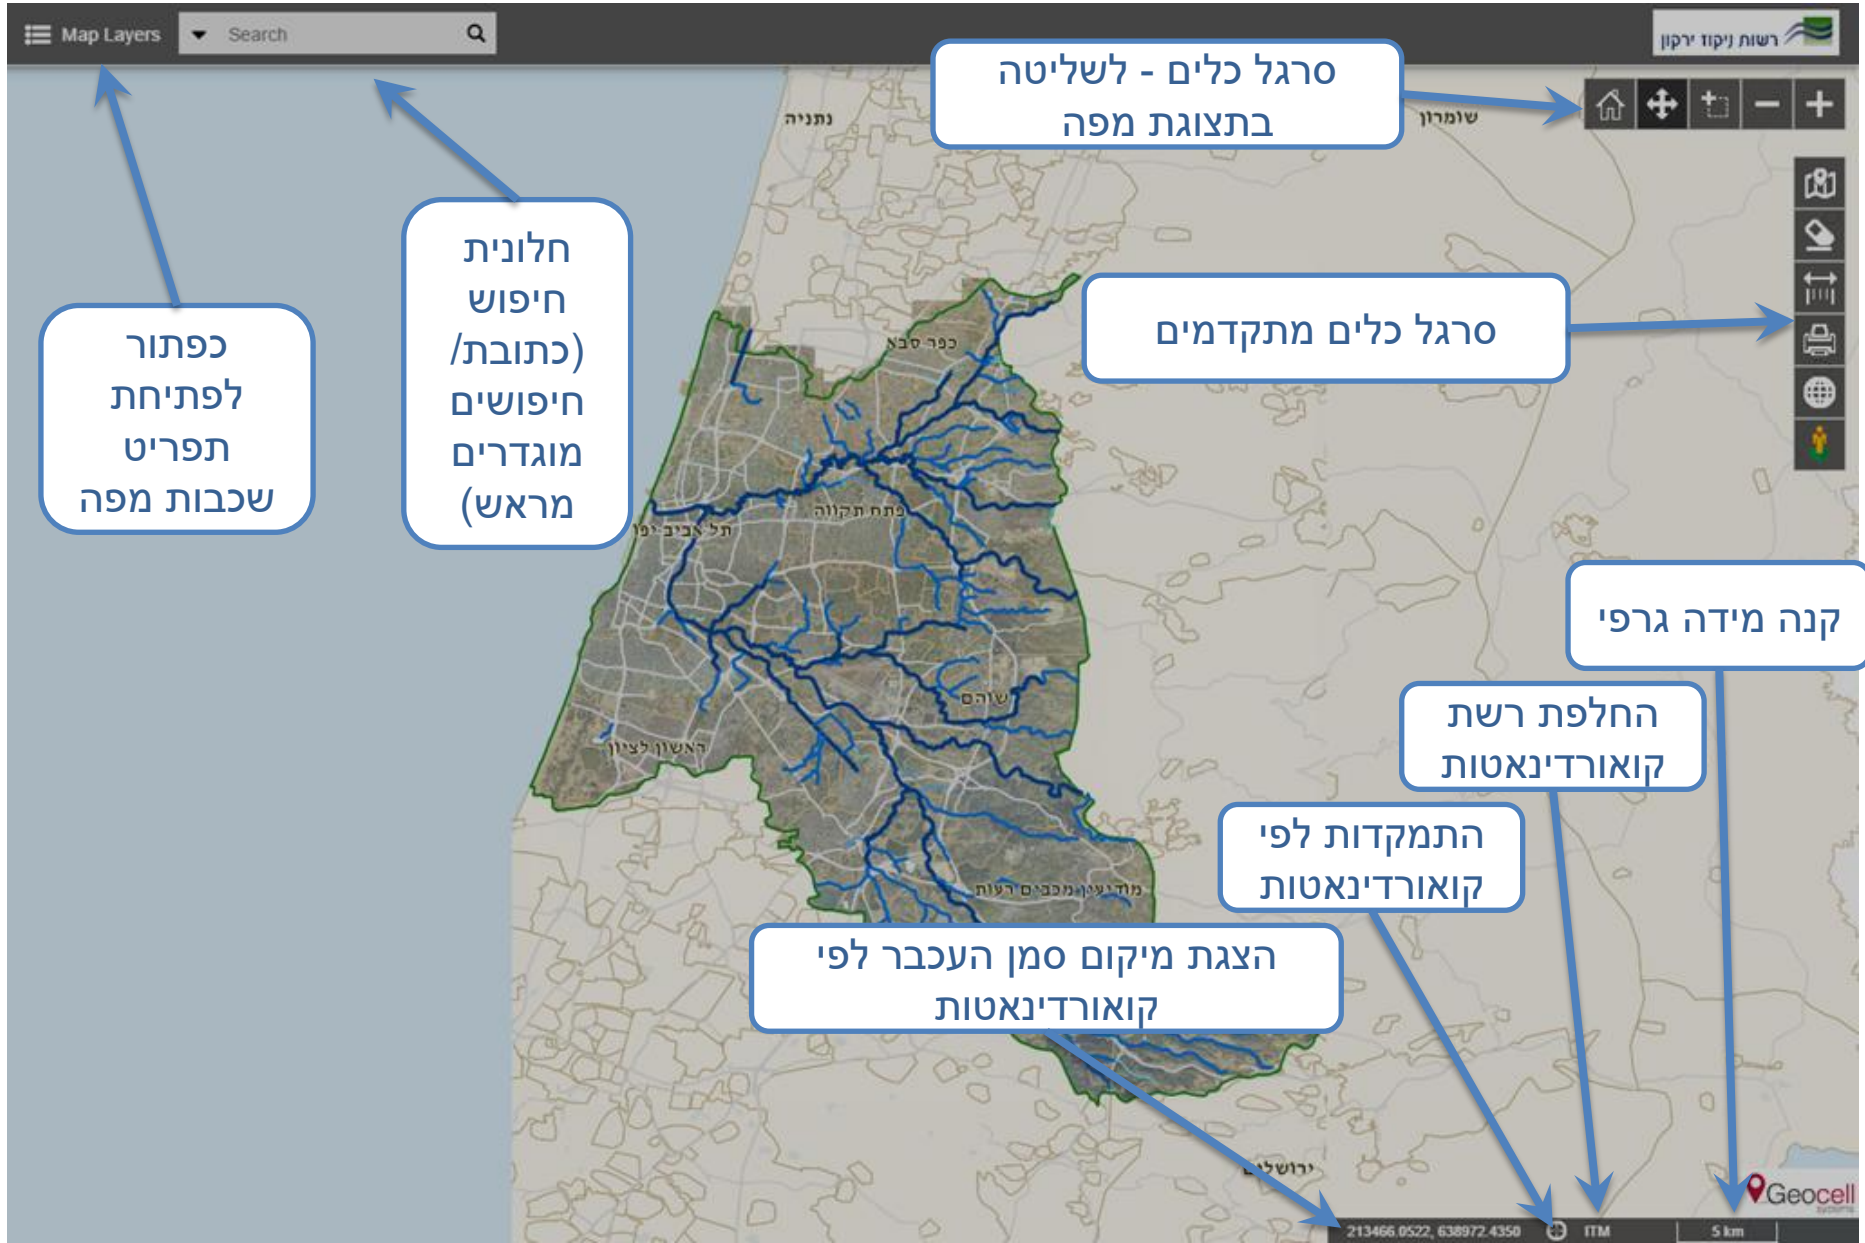 Map Layers
Search
רשות ניקוז ירקון
סרגל כלים - לשליטה
בתצוגת מפה
נתניה
שומרון
חלונית
חיפוש
(כתובת/
חיפושים
מוגדרים
מראש)
כפתור
לפתיחת
תפריט
שכבות מפה
סרגל כלים מתקדמים
כפר סבא
פתח תקווה
תל אביב יפו
קנה מידה גרפי
שוהם
החלפת רשת
קואורדינאטות
ראשון לציון
התמקדות לפי
קואורדינאטות
מודיעין מכבים רעות
הצגת מיקום סמן העכבר לפי
קואורדינאטות
ירושלים
Geocell
213466.0522, 638972.4350
ITM
5 km